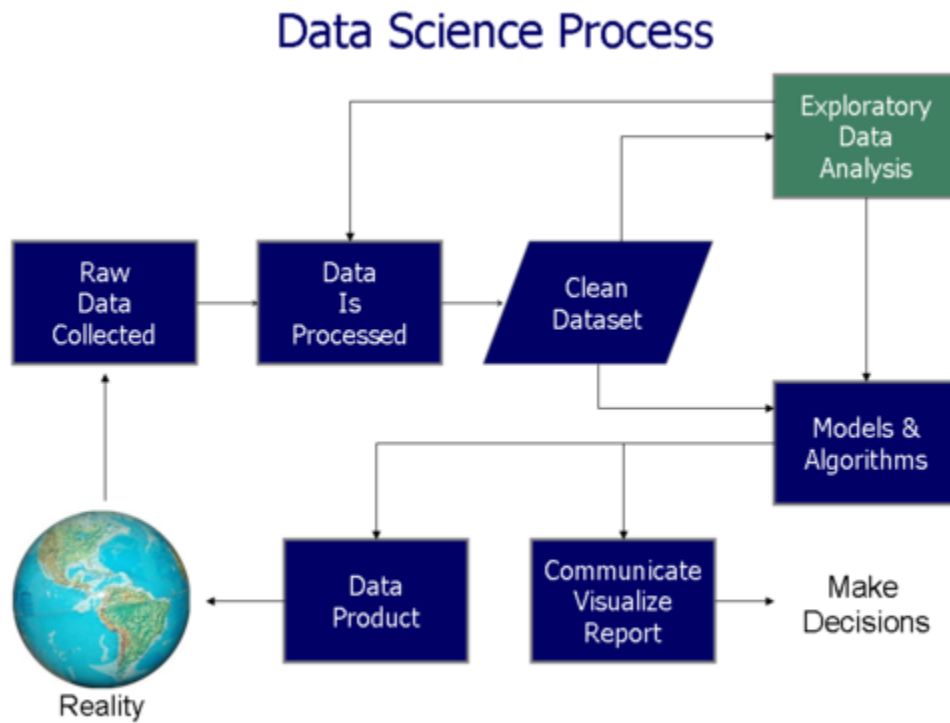 Data Science Process
Exploratory
Data
Analysis
Raw
Data
Collected
Data
Is
Processed
Clean
Dataset
Models &
Algorithms
Data
Product
Communicate
Visualize
Report
Make
Decisions
Reality